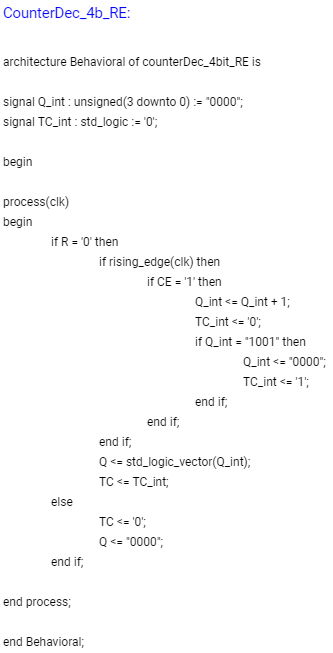 CounterDec_4b_RE:
architecture Behavioral of counterDec_4bit_RE is
signal Q_int : unsigned(3 downto 0) := "0000";
signal TC_int : std_logic := '0';
begin
process(clk)
begin
if R = '0' then
if rising_edge(clk) then
if CE = '1' then
Q_int <= Q_int + 1;
TC_int <= '0';
if Q_int = "1001" then
Q_int <= "0000";
TC_int <= '1';
end if;
end if;
end if;
Q <= std_logic_vector(Q_int);
TC <= TC_int;
else
TC <= '0';
Q <= "0000";
end if;
end process;
end Behavioral;